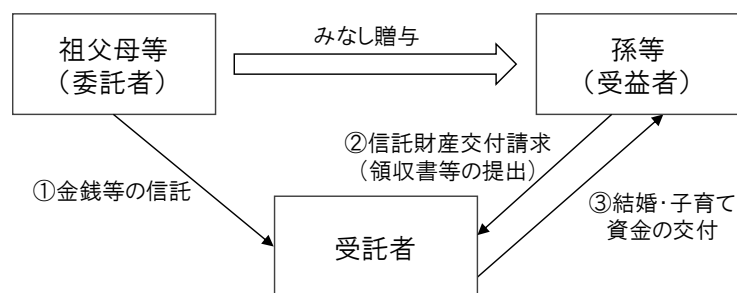 祖父母等
（委託者）
みなし贈与
孫等
（受益者）
①金銭等の信託
②信託財産交付請求
（領収書等の提出）
③結婚・子育て
資金の交付
受託者